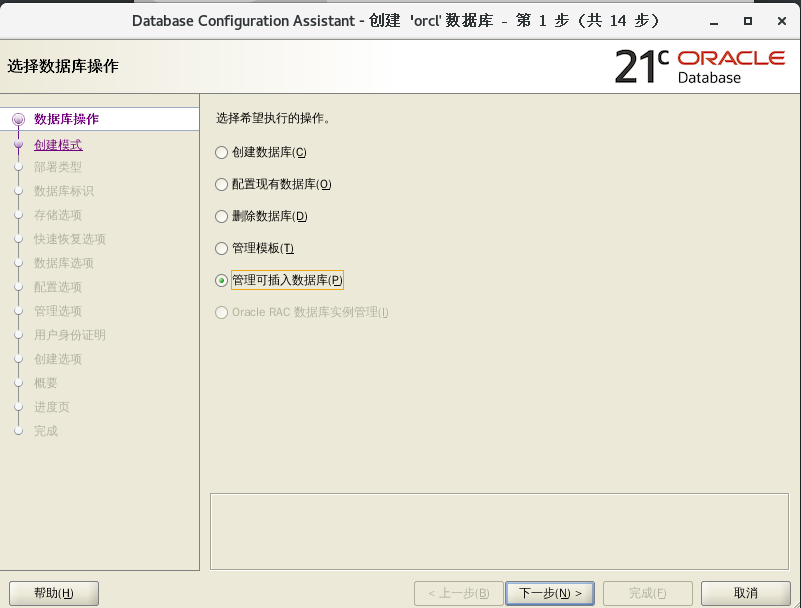 Database Configuration Assistant - 创建 'orcl' 数据库 - 第 1 步（共 14 步）
选择数据库操作
21c ORACLE
Database
数据库操作
创建模式
部署类型
数据库标识
存储选项
快速恢复选项
数据库选项
配置选项
管理选项
用户身份证明
创建选项
概要
进度页
完成
选择希望执行的操作。
创建数据库(C)
配置现有数据库(O)
删除数据库(D)
管理模板(T)
管理可插入数据库(P)
Oracle RAC 数据库实例管理(I)
帮助(H)
< 上一步(B)
下一步(N) >
完成(F)
取消